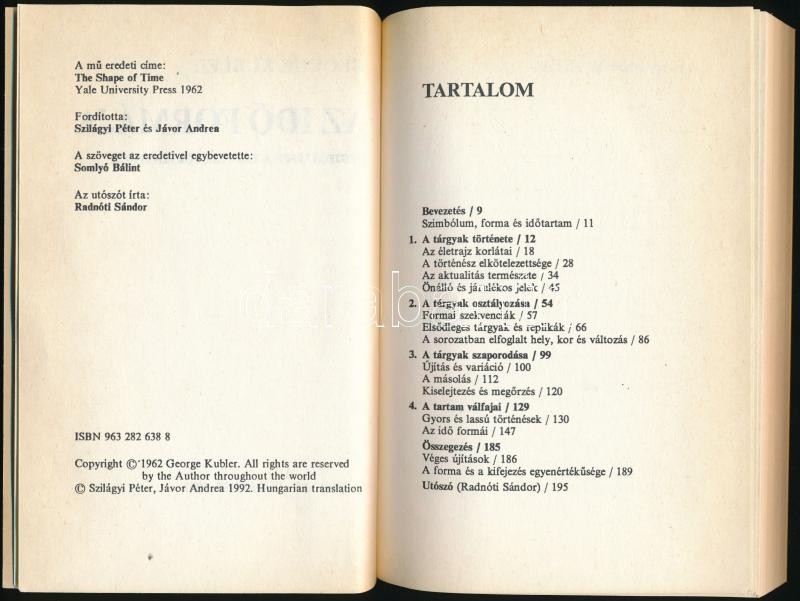 A mű eredeti címe:
The Shape of Time
Yale University Press 1962
Fordította:
Szilágyi Péter és Jávor Andrea
A szöveget az eredetivel egybevetette:
Somlyó Bálint
Az utószót írta:
Radnóti Sándor
ISBN 963 282 638 8
Copyright © 1962 George Kubler. All rights are reserved
by the Author throughout the world
© Szilágyi Péter, Jávor Andrea 1992. Hungarian translation
TARTALOM
Bevezetés / 9
Szimbólum, forma és időtartam / 11
1. A tárgyak története / 12
Az életrajz korlátai / 18
A történész elkötelezettsége / 28
Az aktualitás természete / 34
Önálló és járulékos jelek / 45
2. A tárgyak osztályozása / 54
Formai szekvenciák / 57
Elsődleges tárgyak és replikák / 66
A sorozatban elfoglalt hely, kor és változás / 86
3. A tárgyak szaporodása / 99
Újítás és variáció / 100
A másolás / 112
Kiselejtezés és megőrzés / 120
4. A tartam válfajai / 129
Gyors és lassú történések / 130
Az idő formái / 147
Összegezés / 185
Véges újítások / 186
A forma és a kifejezés egyenértékűsége / 189
Utószó (Radnóti Sándor) / 195